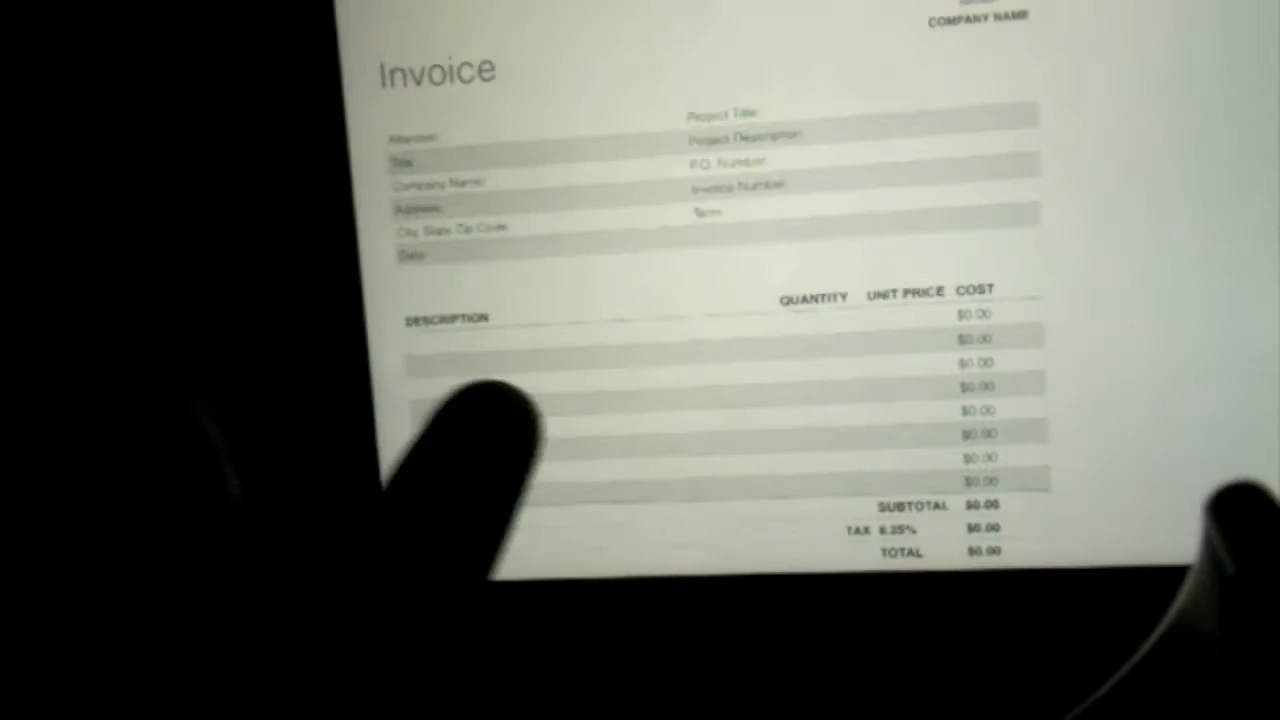 COMPANY NAME
Invoice
Project Title:
Attention:
Project Description:
Title:
P.O. Number:
Company Name:
Invoice Number:
Address:
Term:
City, State Zip Code:
Date:
DESCRIPTION QUANTITY UNIT PRICE COST
$0.00
$0.00
$0.00
$0.00
$0.00
$0.00
$0.00
$0.00
SUBTOTAL $0.00
TAX 8.25% $0.00
TOTAL $0.00